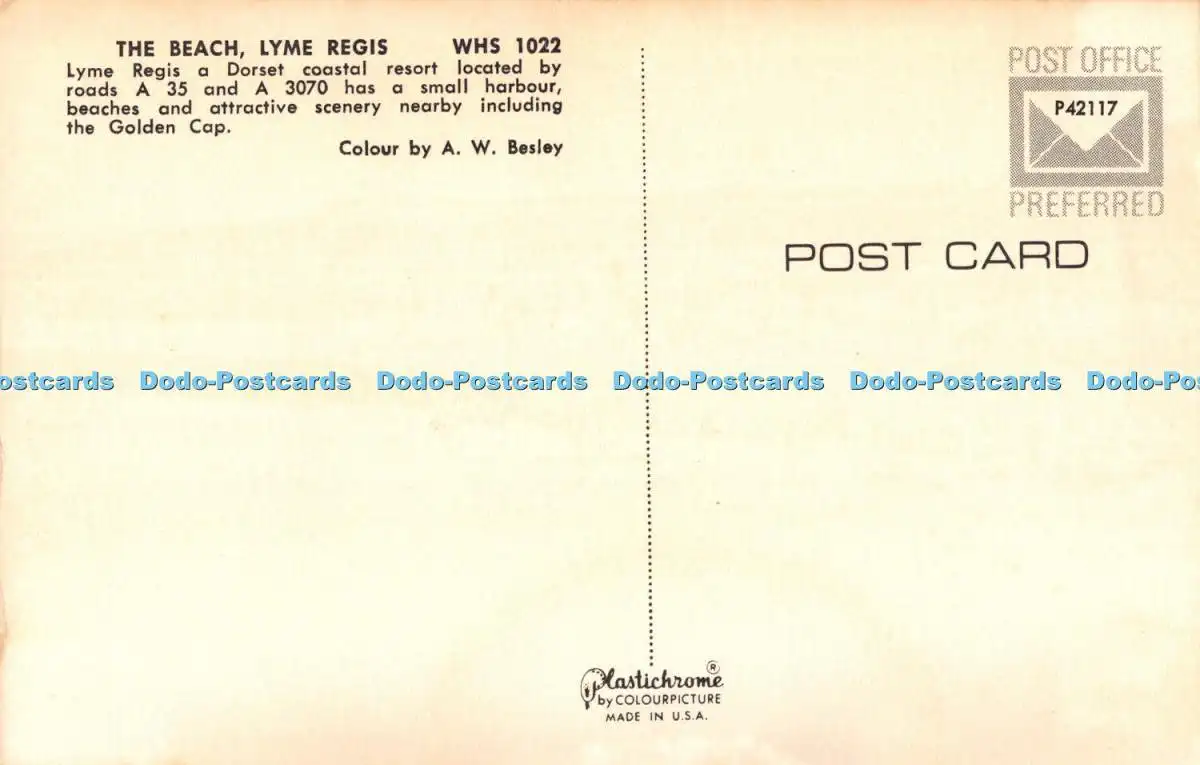 THE BEACH, LYME REGIS WHS 1022
Lyme Regis a Dorset coastal resort located by
roads A 35 and A 3070 has a small harbour,
beaches and attractive scenery nearby including
the Golden Cap.
Colour by A. W. Besley
POST OFFICE
P42117
PREFERRED
POST CARD
ostcards Dodo-Postcards Dodo-Postcards Dodo-Postcards Dodo-Postcards Dodo-Pos
Plastichrome ®
by COLOURPICTURE
MADE IN U.S.A.